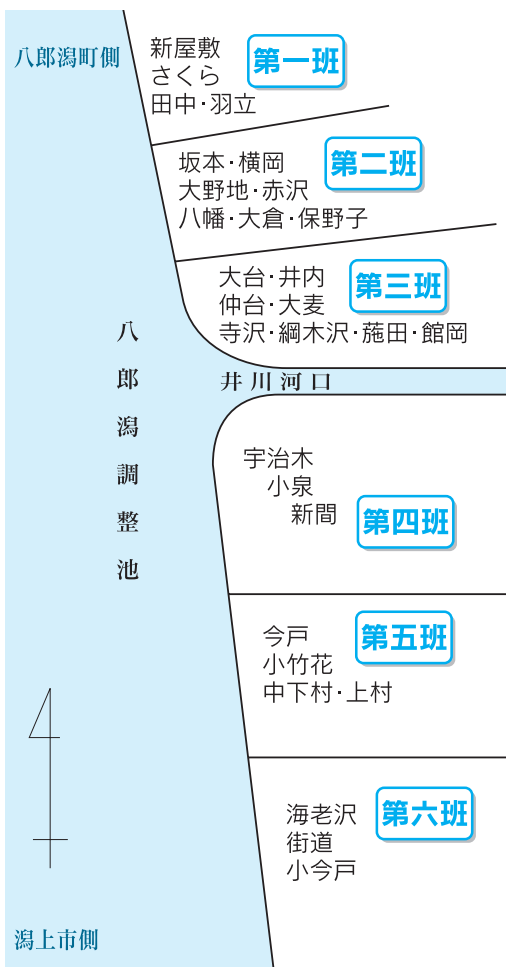 八郎潟町側
新屋敷
さくら
田中・羽立
第一班
坂本・横岡
大野地・赤沢
八幡・大倉・保野子
第二班
大台・井内
仲台・大麦
寺沢・綱木沢・葹田・館岡
第三班
井川河口
八郎潟調整池
宇治木
小泉
新間
第四班
今戸
小竹花
中下村・上村
第五班
海老沢
街道
小今戸
第六班
潟上市側